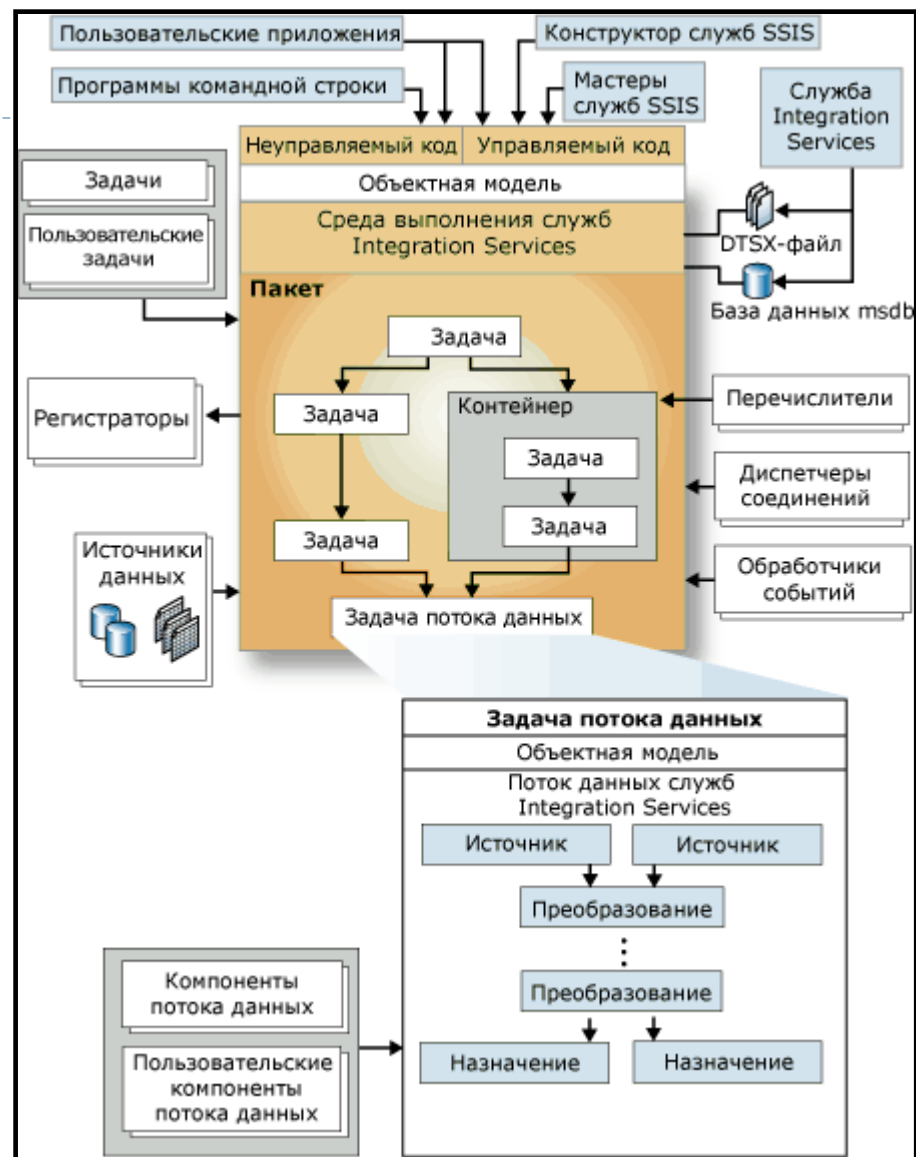 Пользовательские приложения
Конструктор служб SSIS
Программы командной строки
Мастеры
служб SSIS
Служба
Integration
Services
Неуправляемый код
Управляемый код
Объектная модель
Среда выполнения служб
Integration Services
Задачи
Пользовательские
задачи
DTSX-файл
База данных msdb
Пакет
Задача
Задача
Контейнер
Задача
Задача
Задача
Задача потока данных
Регистраторы
Источники
данных
Перечислители
Диспетчеры
соединений
Обработчики
событий
Задача потока данных
Объектная модель
Поток данных служб
Integration Services
Источник
Источник
Преобразование
Преобразование
Назначение
Назначение
Компоненты
потока данных
Пользовательские
компоненты
потока данных